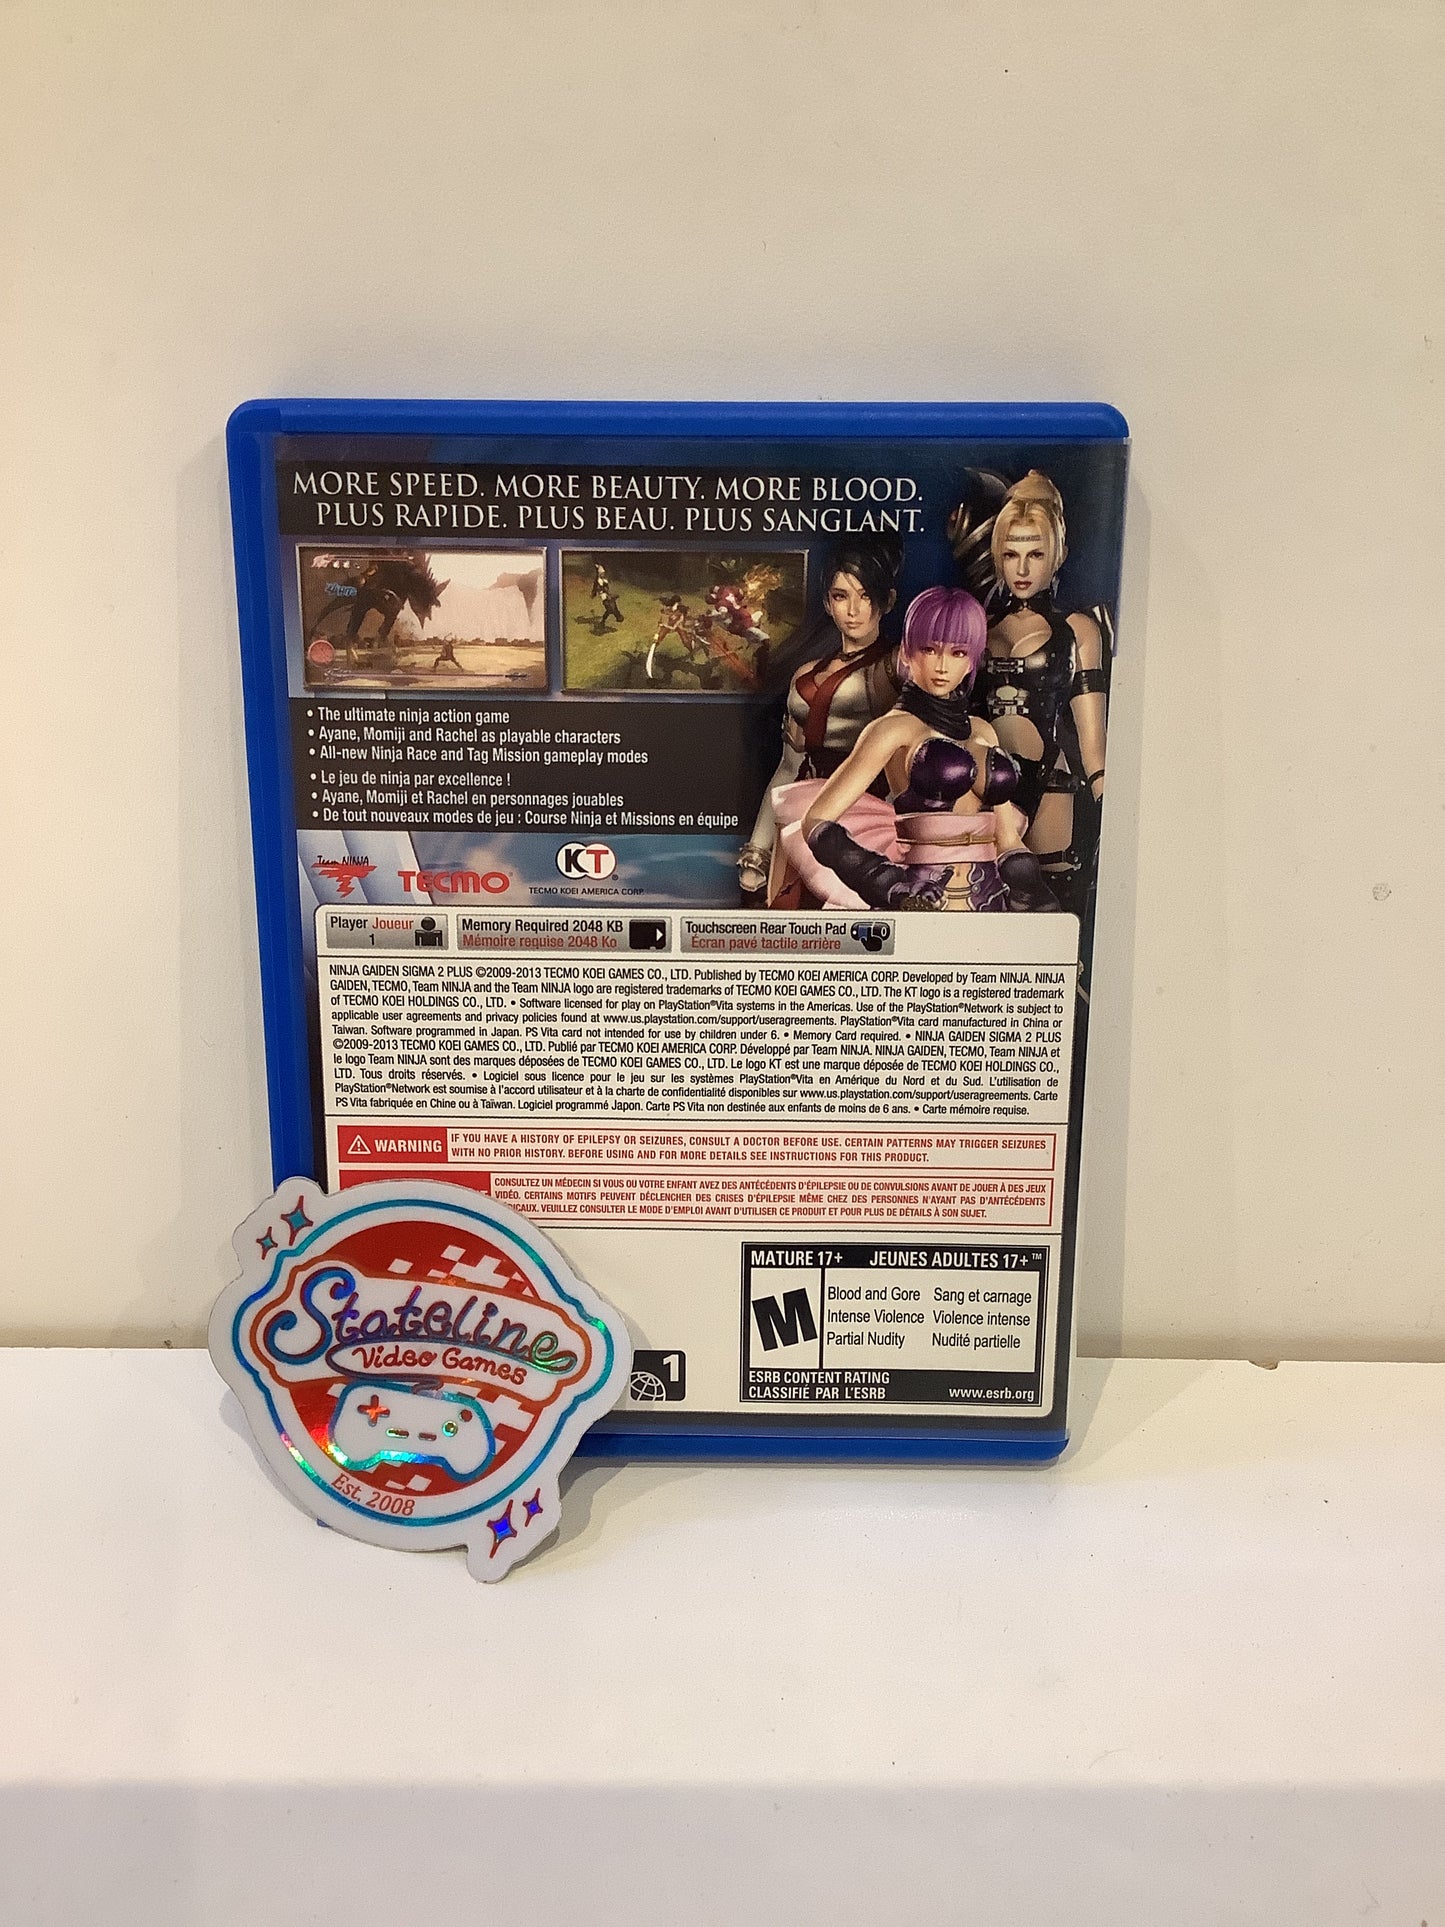 MORE SPEED. MORE BEAUTY. MORE BLOOD.
PLUS RAPIDE. PLUS BEAU. PLUS SANGLANT.
• The ultimate ninja action game
• Ayane, Momiji and Rachel as playable characters
• All-new Ninja Race and Tag Mission gameplay modes
• Le jeu de ninja par excellence !
• Ayane, Momiji et Rachel en personnages jouables
• De tout nouveaux modes de jeu : Course Ninja et Missions en équipe
Team NINJA
TECMO®
KT®
TECMO KOEI AMERICA CORP.
Player Joueur
1
Memory Required 2048 KB
Mémoire requise 2048 Ko
Touchscreen Rear Touch Pad
Écran pavé tactile arrière
NINJA GAIDEN SIGMA 2 PLUS ©2009-2013 TECMO KOEI GAMES CO., LTD. Published by TECMO KOEI AMERICA CORP. Developed by Team NINJA. NINJA
GAIDEN, TECMO, Team NINJA and the Team NINJA logo are registered trademarks of TECMO KOEI GAMES CO., LTD. The KT logo is a registered trademark
of TECMO KOEI HOLDINGS CO., LTD. • Software licensed for play on PlayStation®Vita systems in the Americas. Use of the PlayStation®Network is subject to
applicable user agreements and privacy policies found at www.us.playstation.com/support/useragreements. PlayStation®Vita card manufactured in China or
Taiwan. Software programmed in Japan. PS Vita card not intended for use by children under 6. • Memory Card required. • NINJA GAIDEN SIGMA 2 PLUS
©2009-2013 TECMO KOEI GAMES CO., LTD. Publié par TECMO KOEI AMERICA CORP. Développé par Team NINJA. NINJA GAIDEN, TECMO, Team NINJA et
le logo Team NINJA sont des marques déposées de TECMO KOEI GAMES CO., LTD. Le logo KT est une marque déposée de TECMO KOEI HOLDINGS CO.,
LTD. Tous droits réservés. • Logiciel sous licence pour le jeu sur les systèmes PlayStation®Vita en Amérique du Nord et du Sud. L'utilisation de
PlayStation®Network est soumise à l'accord utilisateur et à la charte de confidentialité disponibles sur www.us.playstation.com/support/useragreements. Carte
PS Vita fabriquée en Chine ou à Taïwan. Logiciel programmé Japon. Carte PS Vita non destinée aux enfants de moins de 6 ans. • Carte mémoire requise.
WARNING
IF YOU HAVE A HISTORY OF EPILEPSY OR SEIZURES, CONSULT A DOCTOR BEFORE USE. CERTAIN PATTERNS MAY TRIGGER SEIZURES
WITH NO PRIOR HISTORY. BEFORE USING AND FOR MORE DETAILS SEE INSTRUCTIONS FOR THIS PRODUCT.
CONSULTEZ UN MÉDECIN SI VOUS OU VOTRE ENFANT AVEZ DES ANTÉCÉDENTS D'ÉPILEPSIE OU DE CONVULSIONS AVANT DE JOUER À DES JEUX
VIDÉO. CERTAINS MOTIFS PEUVENT DÉCLENCHER DES CRISES D'ÉPILEPSIE MÊME CHEZ DES PERSONNES N'AYANT PAS D'ANTÉCÉDENTS
VEUILLEZ CONSULTER LE MODE D'EMPLOI AVANT D'UTILISER CE PRODUIT ET POUR PLUS DE DÉTAILS À SON SUJET.
MATURE 17+ JEUNES ADULTES 17+™
M
Blood and Gore Sang et carnage
Intense Violence Violence intense
Partial Nudity Nudité partielle
ESRB CONTENT RATING
CLASSIFIÉ PAR L'ESRB www.esrb.org
1
Stateline
Video Games
Est. 2008